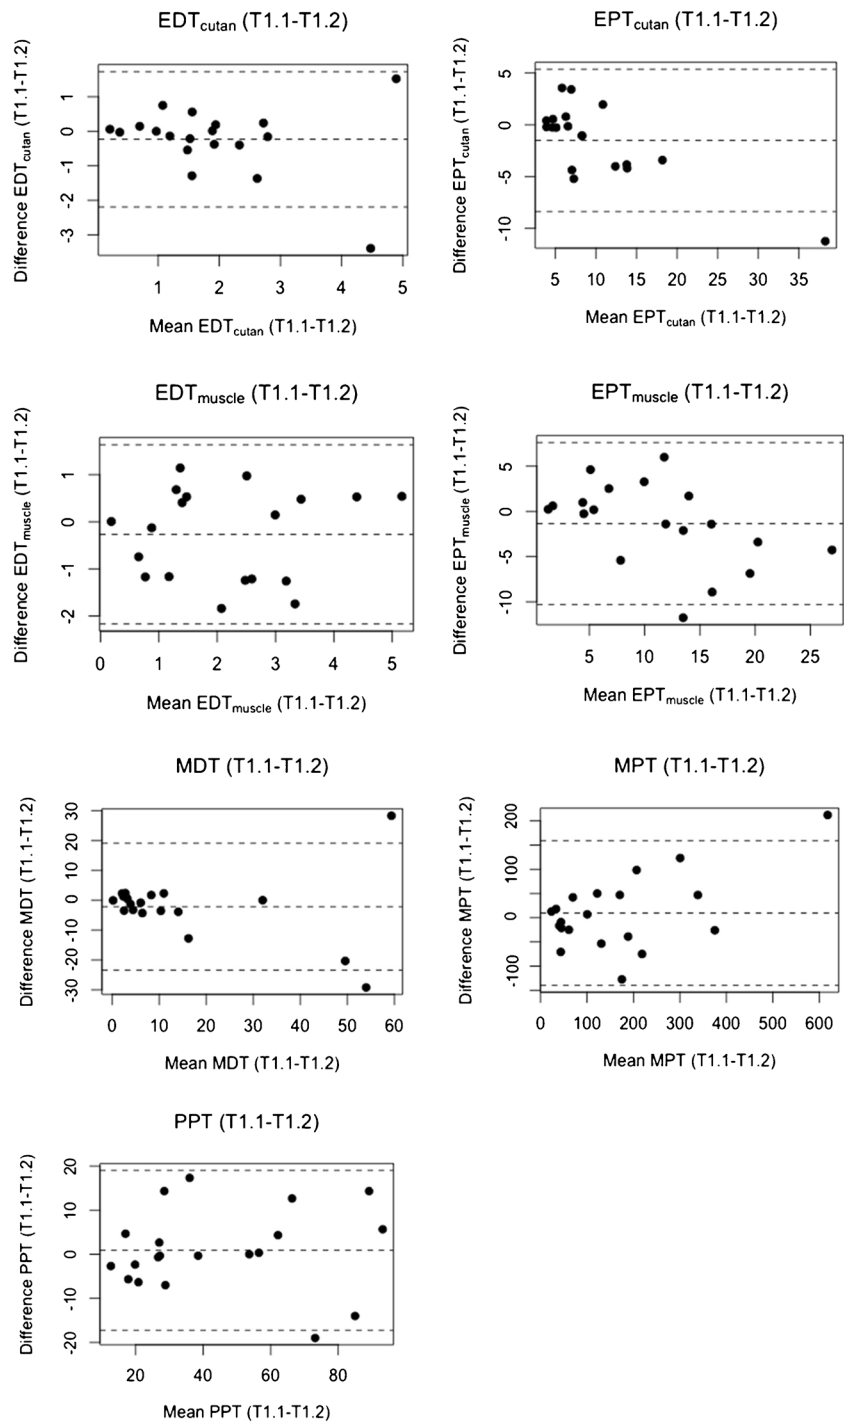 EDTcutan (T1.1-T1.2)
Difference EDTcutan (T1.1-T1.2)
1
0
-1
-2
-3
1 2 3 4 5
Mean EDTcutan (T1.1-T1.2)
EPTcutan (T1.1-T1.2)
Difference EPTcutan (T1.1-T1.2)
5
0
-5
-10
5 10 15 20 25 30 35
Mean EPTcutan (T1.1-T1.2)
EDTmuscle (T1.1-T1.2)
Difference EDTmuscle (T1.1-T1.2)
1
0
-1
-2
0 1 2 3 4 5
Mean EDTmuscle (T1.1-T1.2)
EPTmuscle (T1.1-T1.2)
Difference EPTmuscle (T1.1-T1.2)
5
0
-5
-10
5 10 15 20 25
Mean EPTmuscle (T1.1-T1.2)
MDT (T1.1-T1.2)
Difference MDT (T1.1-T1.2)
30
20
10
0
-10
-20
-30
0 10 20 30 40 50 60
Mean MDT (T1.1-T1.2)
MPT (T1.1-T1.2)
Difference MPT (T1.1-T1.2)
200
100
0
-100
0 100 200 300 400 500 600
Mean MPT (T1.1-T1.2)
PPT (T1.1-T1.2)
Difference PPT (T1.1-T1.2)
20
10
0
-10
-20
20 40 60 80
Mean PPT (T1.1-T1.2)